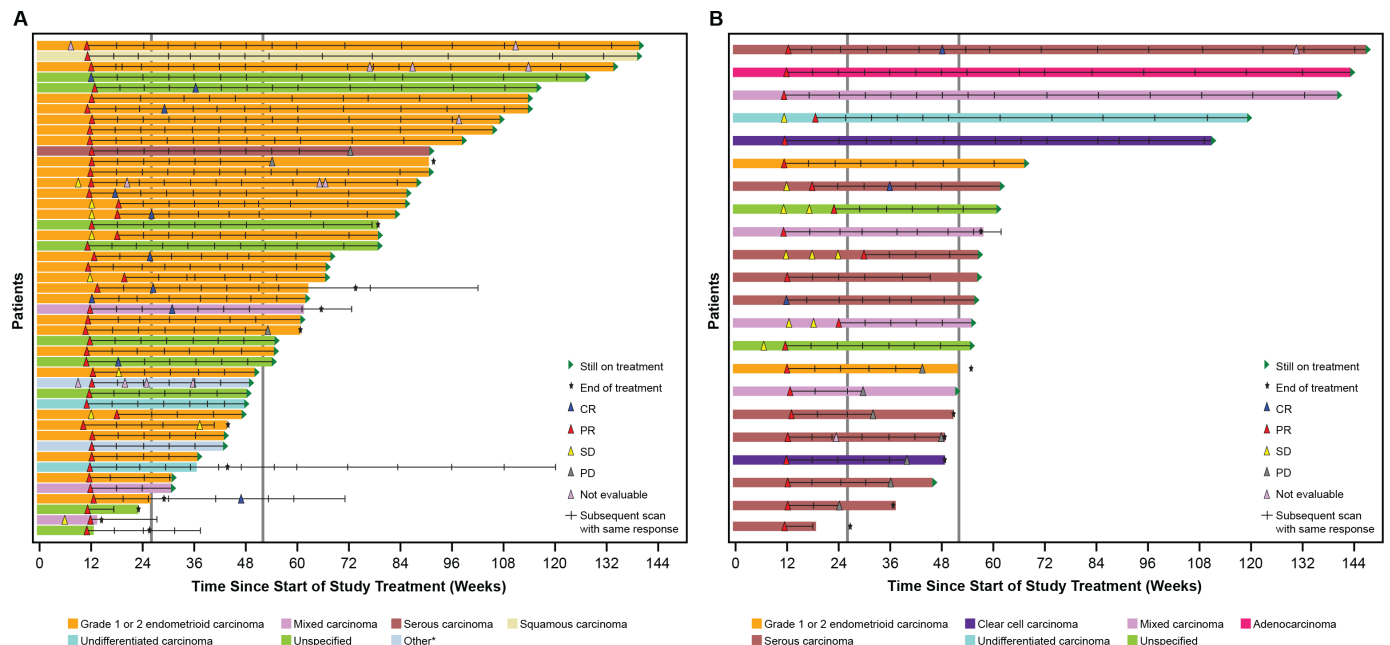 A
Patients
Still on treatment
End of treatment
CR
PR
SD
PD
Not evaluable
Subsequent scan
with same response
0 12 24 36 48 60 72 84 96 108 120 132 144
Time Since Start of Study Treatment (Weeks)
Grade 1 or 2 endometrioid carcinoma Mixed carcinoma Serous carcinoma Squamous carcinoma
Undifferentiated carcinoma Unspecified Other*
B
Patients
Still on treatment
End of treatment
CR
PR
SD
PD
Not evaluable
Subsequent scan
with same response
0 12 24 36 48 60 72 84 96 108 120 132 144
Time Since Start of Study Treatment (Weeks)
Grade 1 or 2 endometrioid carcinoma Clear cell carcinoma Mixed carcinoma Adenocarcinoma
Serous carcinoma Undifferentiated carcinoma Unspecified